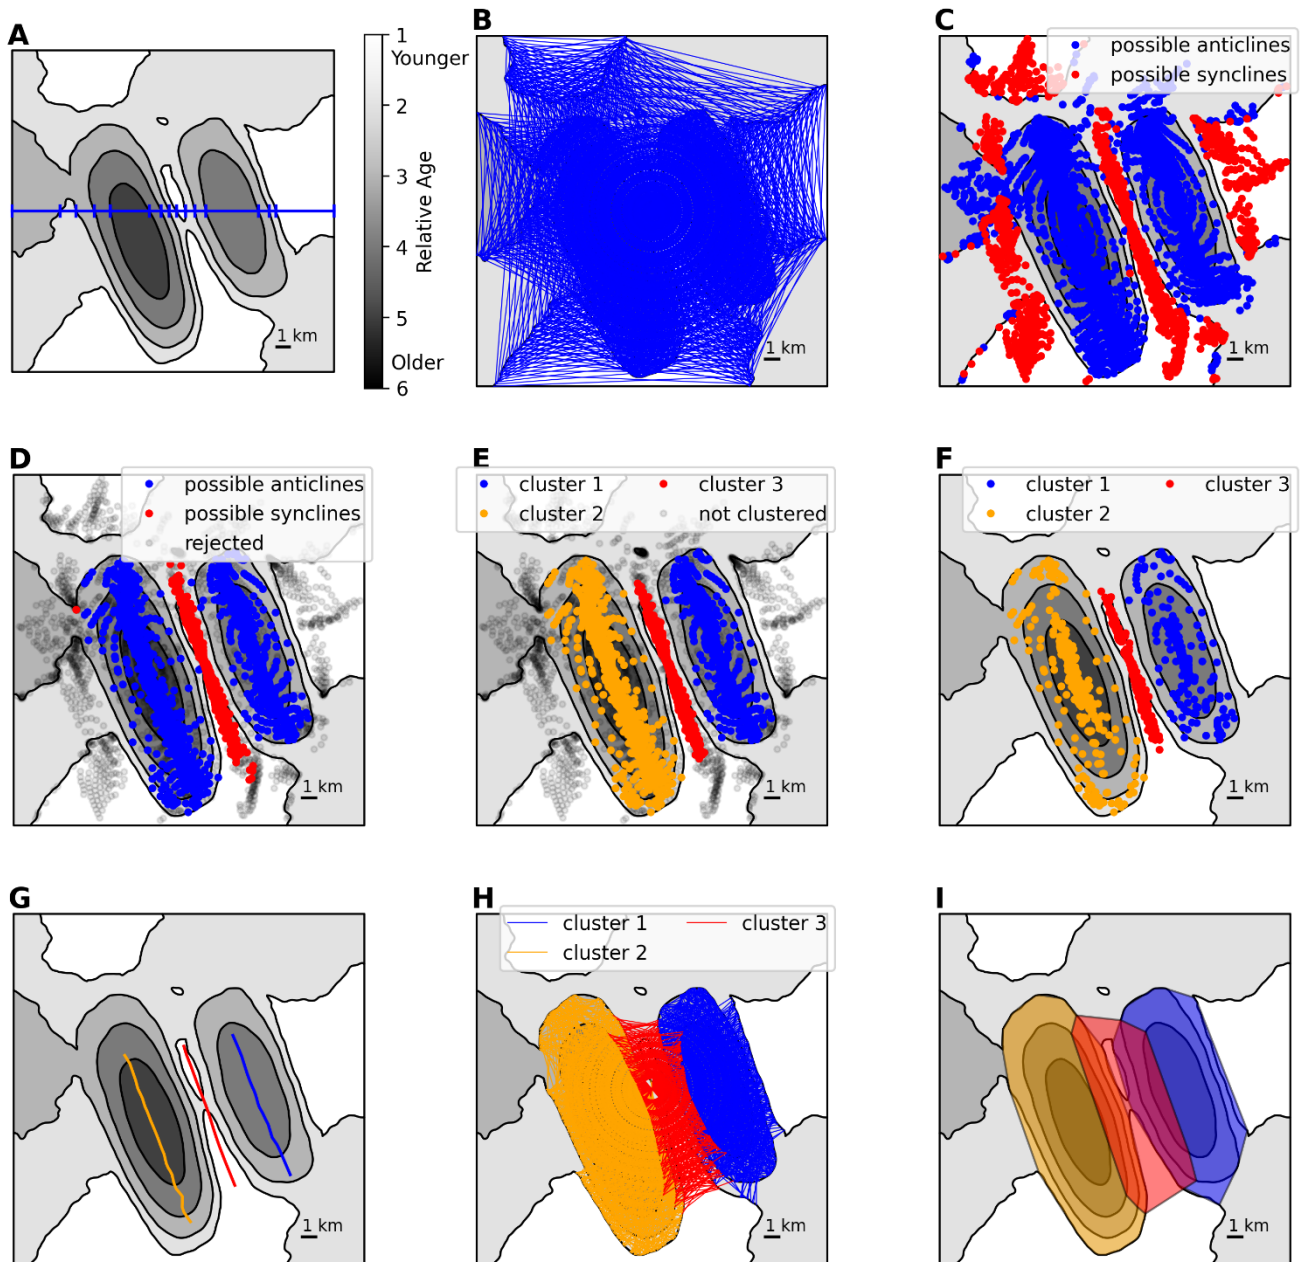 A
1
Younger
2
3
4
5
Older
6
Relative Age
1 km
B
1 km
C
possible anticlines
possible synclines
1 km
D
possible anticlines
possible synclines
rejected
1 km
E
cluster 1
cluster 2
cluster 3
not clustered
1 km
F
cluster 1
cluster 2
cluster 3
1 km
G
1 km
H
cluster 1
cluster 2
cluster 3
1 km
I
1 km